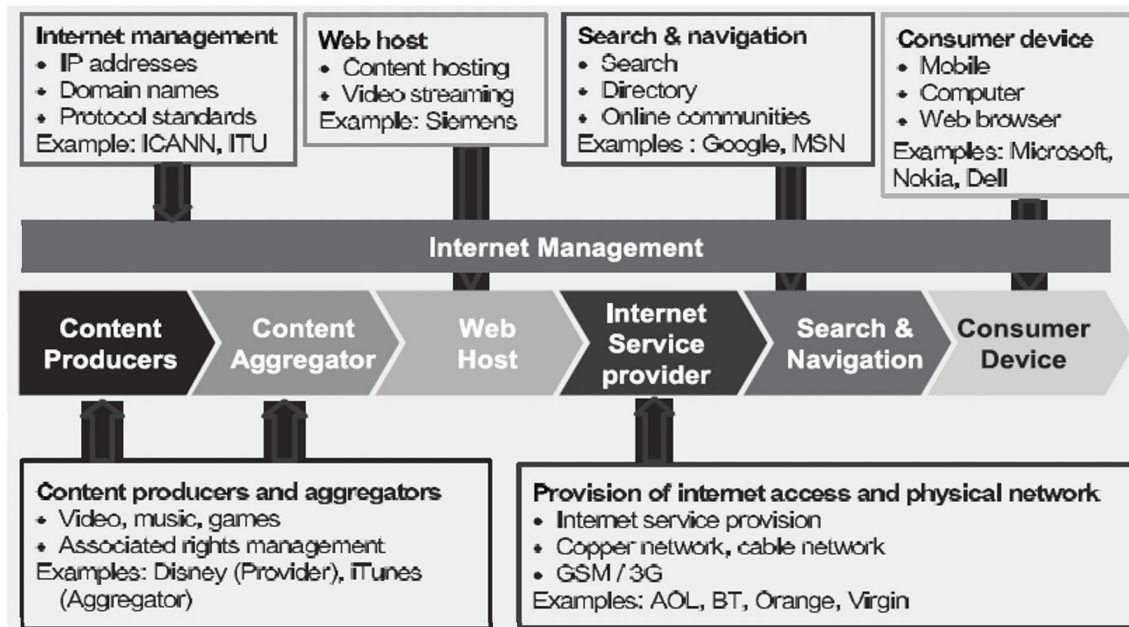 Internet management
• IP addresses
• Domain names
• Protocol standards
Example: ICANN, ITU
Web host
• Content hosting
• Video streaming
Example: Siemens
Search & navigation
• Search
• Directory
• Online communities
Examples : Google, MSN
Consumer device
• Mobile
• Computer
• Web browser
Examples: Microsoft,
Nokia, Dell
Internet Management
Content
Producers
Content
Aggregator
Web
Host
Internet
Service
provider
Search &
Navigation
Consumer
Device
Content producers and aggregators
• Video, music, games
• Associated rights management
Examples: Disney (Provider), iTunes
(Aggregator)
Provision of internet access and physical network
• Internet service provision
• Copper network, cable network
• GSM / 3G
Examples: AOL, BT, Orange, Virgin